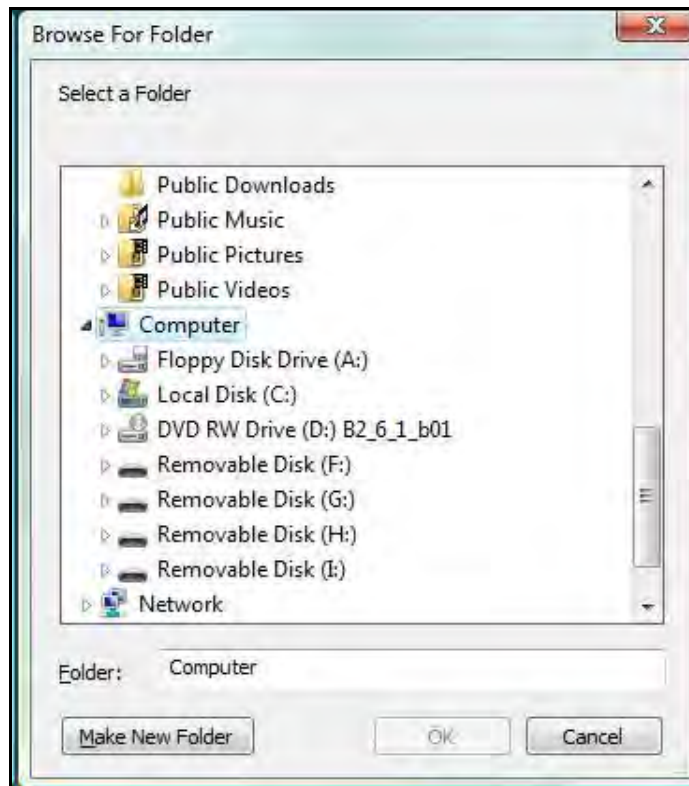 Browse For Folder
Select a Folder
Public Downloads
Public Music
Public Pictures
Public Videos
Computer
Floppy Disk Drive (A:)
Local Disk (C:)
DVD RW Drive (D:) B2_6_1_b01
Removable Disk (F:)
Removable Disk (G:)
Removable Disk (H:)
Removable Disk (I:)
Network
Folder: Computer
Make New Folder OK Cancel